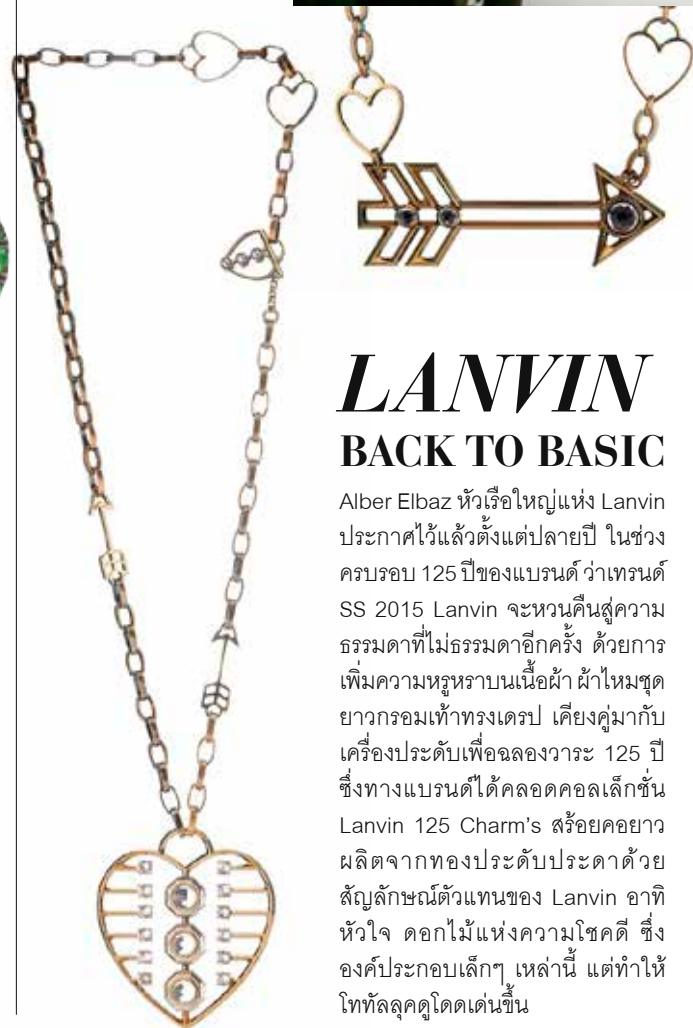 LANVIN
BACK TO BASIC
Alber Elbaz หัวเรือใหญ่แห่ง Lanvin
ประกาศไว้แล้วตั้งแต่ปลายปี ในช่วง
ครบรอบ 125 ปีของแบรนด์ ว่าเทรนด์
SS 2015 Lanvin จะหวนคืนสู่ความ
ธรรมดาที่ไม่ธรรมดาอีกครั้ง ด้วยการ
เพิ่มความหรูหราบนเนื้อผ้า ผ้าไหมชุด
ยาวกรอมเท้าทรงเดรป เคียงคู่มากับ
เครื่องประดับเพื่อฉลองวาระ 125 ปี
ซึ่งทางแบรนด์ได้คลอดคอลเล็กชั่น
Lanvin 125 Charm's สร้อยคอยาว
ผลิตจากทองประดับประดาด้วย
สัญลักษณ์ตัวแทนของ Lanvin อาทิ
หัวใจ ดอกไม้แห่งความโชคดี ซึ่ง
องค์ประกอบเล็กๆ เหล่านี้ แต่ทำให้
โททัลลุคดูโดดเด่นขึ้น